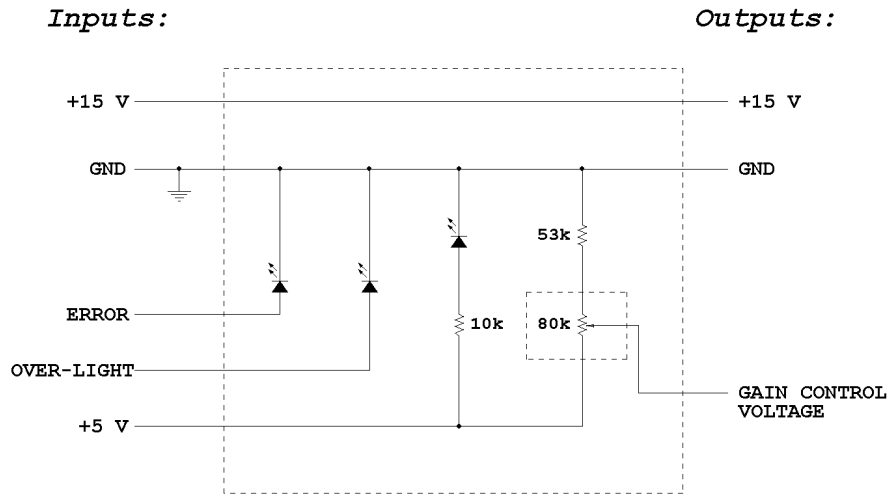 Inputs:
Outputs:
+15 V
+15 V
GND
GND
53k
ERROR
10k
80k
OVER-LIGHT
GAIN CONTROL
VOLTAGE
+5 V